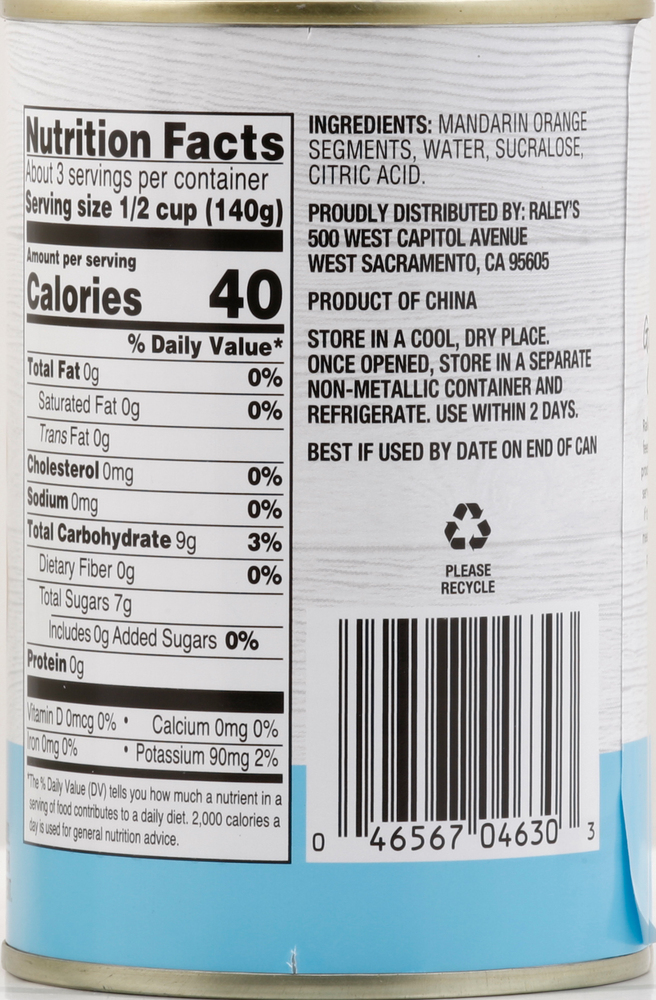 Nutrition Facts
About 3 servings per container
Serving size 1/2 cup (140g)
Amount per serving
Calories 40
% Daily Value*
Total Fat 0g 0%
Saturated Fat 0g 0%
Trans Fat 0g
Cholesterol 0mg 0%
Sodium 0mg 0%
Total Carbohydrate 9g 3%
Dietary Fiber 0g 0%
Total Sugars 7g
Includes 0g Added Sugars 0%
Protein 0g
Vitamin D 0mcg 0% • Calcium 0mg 0%
Iron 0mg 0% • Potassium 90mg 2%
*The % Daily Value (DV) tells you how much a nutrient in a
serving of food contributes to a daily diet. 2,000 calories a
day is used for general nutrition advice.
INGREDIENTS: MANDARIN ORANGE
SEGMENTS, WATER, SUCRALOSE,
CITRIC ACID.
PROUDLY DISTRIBUTED BY: RALEY'S
500 WEST CAPITOL AVENUE
WEST SACRAMENTO, CA 95605
PRODUCT OF CHINA
STORE IN A COOL, DRY PLACE.
ONCE OPENED, STORE IN A SEPARATE
NON-METALLIC CONTAINER AND
REFRIGERATE. USE WITHIN 2 DAYS.
BEST IF USED BY DATE ON END OF CAN
PLEASE
RECYCLE
0 46567 04630 3